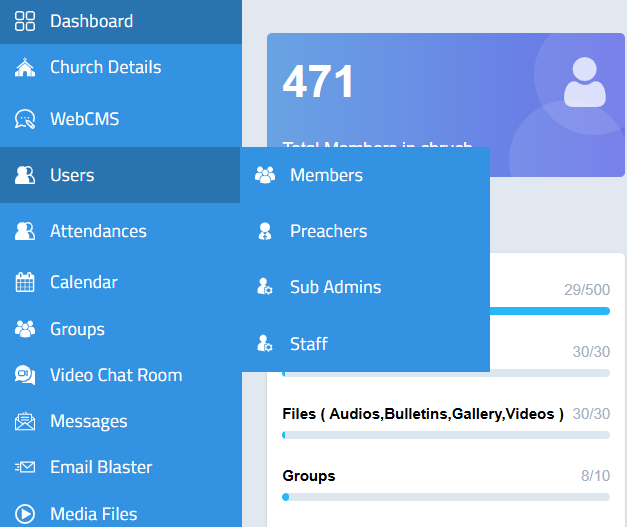 Dashboard
Church Details
WebCMS
Users
Attendances
Calendar
Groups
Video Chat Room
Messages
Email Blaster
Media Files
Members
Preachers
Sub Admins
Staff
471
Total Members in chruch
29/500
30/30
Files ( Audios,Bulletins,Gallery,Videos ) 30/30
Groups 8/10